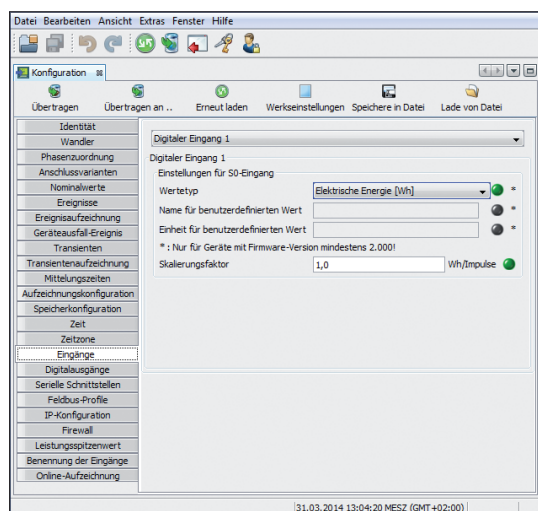 Datei Bearbeiten Ansicht Extras Fenster Hilfe
Konfiguration
Übertragen Übertragen an .. Erneut laden Werkseinstellungen Speichere in Datei Lade von Datei
Identität
Wandler
Phasenzuordnung
Anschlussvarianten
Nominalwerte
Ereignisse
Ereignisaufzeichnung
Geräteausfall-Ereignis
Transienten
Transientenaufzeichnung
Mittelungszeiten
Aufzeichnungskonfiguration
Speicherkonfiguration
Zeit
Zeitzone
Eingänge
Digitalausgänge
Serielle Schnittstellen
Feldbus-Profile
IP-Konfiguration
Firewall
Leistungsspitzenwert
Benennung der Eingänge
Online-Aufzeichnung
Digitaler Eingang 1
Digitaler Eingang 1
Einstellungen für S0-Eingang
Wertetyp Elektrische Energie [Wh] *
Name für benutzerdefinierten Wert *
Einheit für benutzerdefinierten Wert *
* : Nur für Geräte mit Firmware-Version mindestens 2.000!
Skalierungsfaktor 1,0 Wh/Impulse
31.03.2014 13:04:20 MESZ (GMT+02:00)